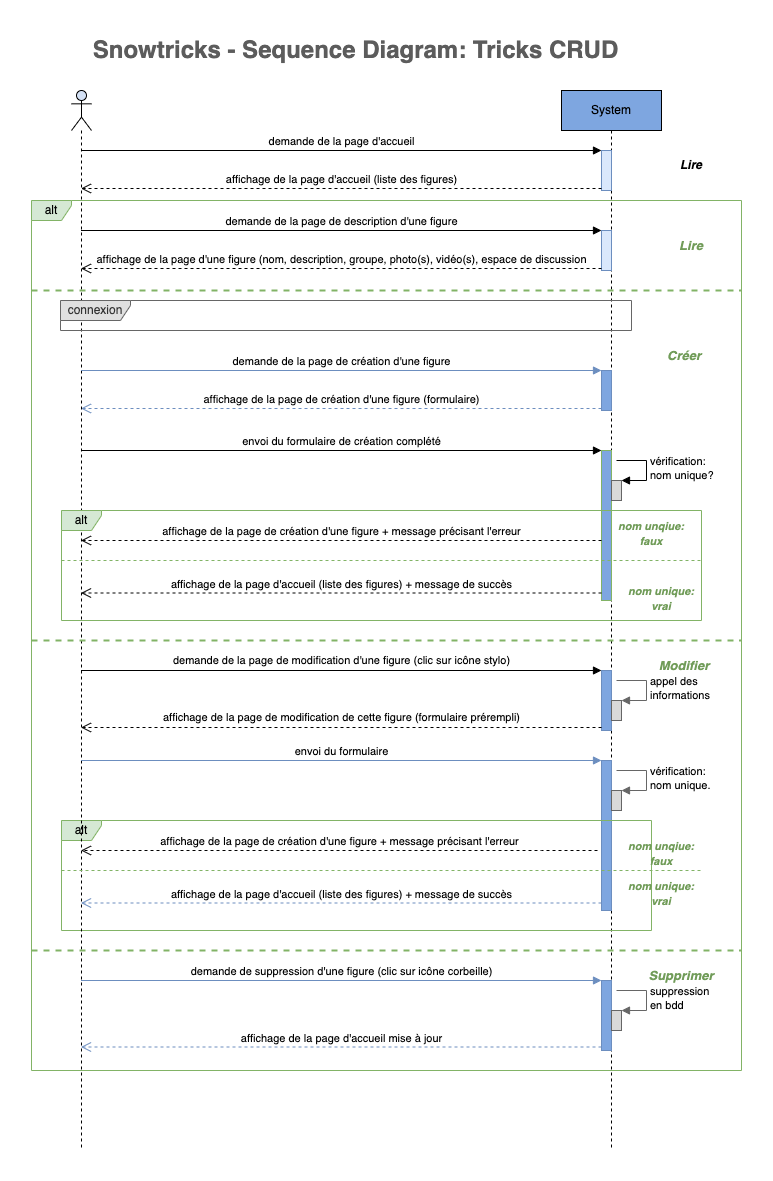 Snowtricks - Sequence Diagram: Tricks CRUD
System
demande de la page d'accueil
Lire
affichage de la page d'accueil (liste des figures)
alt
demande de la page de description d'une figure
Lire
affichage de la page d'une figure (nom, description, groupe, photo(s), vidéo(s), espace de discussion
connexion
Créer
demande de la page de création d'une figure
affichage de la page de création d'une figure (formulaire)
envoi du formulaire de création complété
vérification:
nom unique?
alt
affichage de la page de création d'une figure + message précisant l'erreur
nom unqiue:
faux
affichage de la page d'accueil (liste des figures) + message de succès
nom unique:
vrai
demande de la page de modification d'une figure (clic sur icône stylo)
Modifier
appel des
informations
affichage de la page de modification de cette figure (formulaire prérempli)
envoi du formulaire
vérification:
nom unique.
alt
affichage de la page de création d'une figure + message précisant l'erreur
nom unqiue:
faux
affichage de la page d'accueil (liste des figures) + message de succès
nom unique:
vrai
demande de suppression d'une figure (clic sur icône corbeille)
Supprimer
suppression
en bdd
affichage de la page d'accueil mise à jour